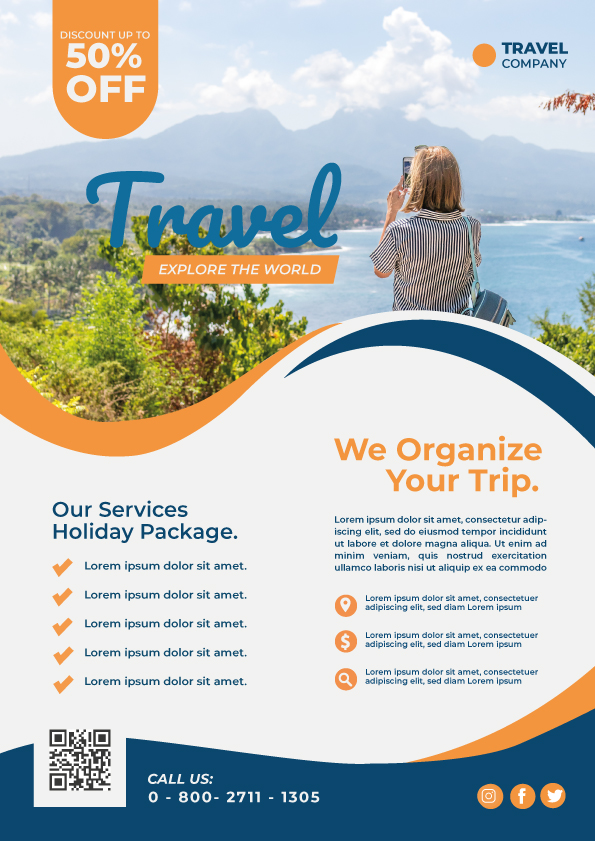 DISCOUNT UP TO
50%
OFF
TRAVEL
COMPANY
Travel
EXPLORE THE WORLD
We Organize
Your Trip.
Our Services
Holiday Package.
Lorem ipsum dolor sit amet.
Lorem ipsum dolor sit amet.
Lorem ipsum dolor sit amet.
Lorem ipsum dolor sit amet.
Lorem ipsum dolor sit amet.
Lorem ipsum dolor sit amet, consectetur adip-
iscing elit, sed do eiusmod tempor incididunt
ut labore et dolore magna aliqua. Ut enim ad
minim veniam, quis nostrud exercitation
ullamco laboris nisi ut aliquip ex ea commodo
Lorem ipsum dolor sit amet, consectetuer
adipiscing elit, sed diam Lorem ipsum
Lorem ipsum dolor sit amet, consectetuer
adipiscing elit, sed diam Lorem ipsum
Lorem ipsum dolor sit amet, consectetuer
adipiscing elit, sed diam Lorem ipsum
CALL US:
0 - 800- 2711 - 1305